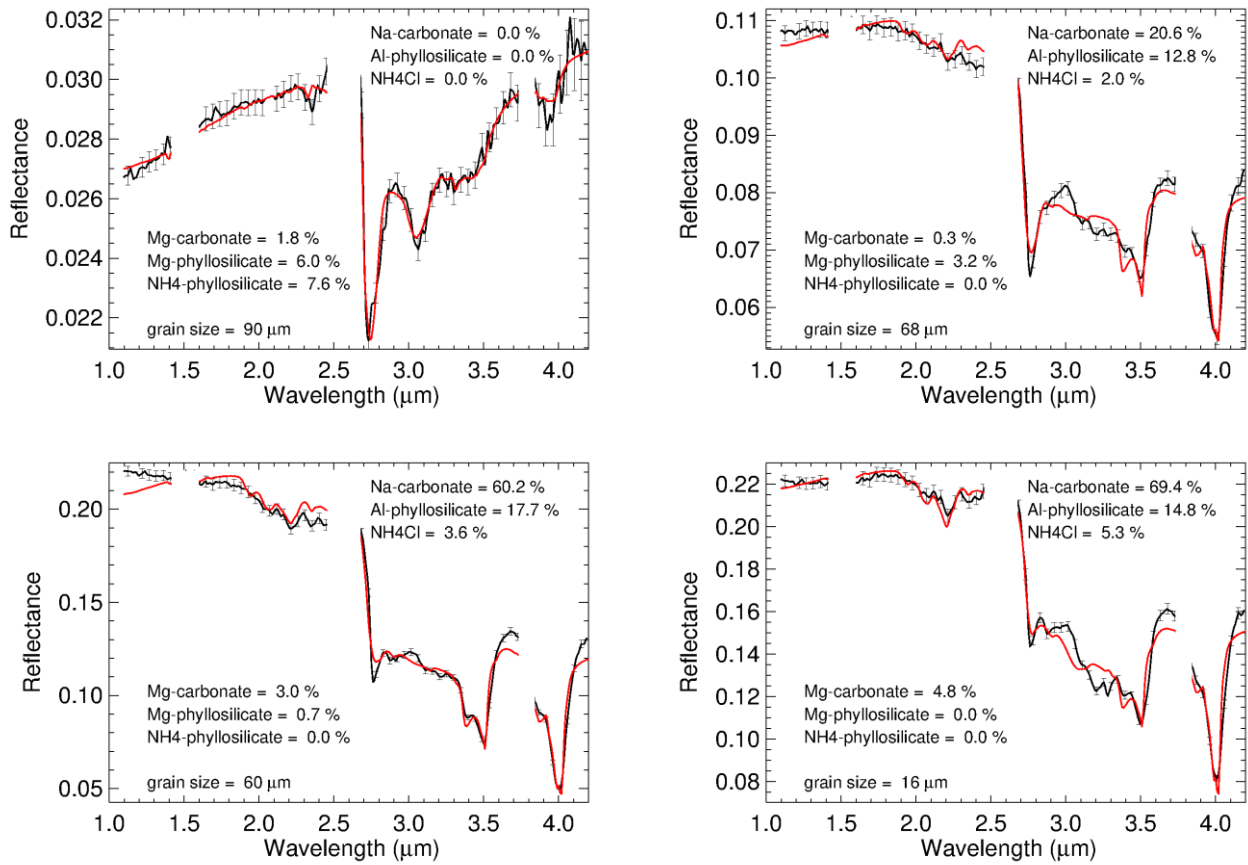 0.032
0.030
0.028
0.026
0.024
0.022
Reflectance
Na-carbonate = 0.0 %
Al-phyllosilicate = 0.0 %
NH4Cl = 0.0 %
Mg-carbonate = 1.8 %
Mg-phyllosilicate = 6.0 %
NH4-phyllosilicate = 7.6 %
grain size = 90 μm
1.0 1.5 2.0 2.5 3.0 3.5 4.0
Wavelength (μm)
0.11
0.10
0.09
0.08
0.07
0.06
Reflectance
Na-carbonate = 20.6 %
Al-phyllosilicate = 12.8 %
NH4Cl = 2.0 %
Mg-carbonate = 0.3 %
Mg-phyllosilicate = 3.2 %
NH4-phyllosilicate = 0.0 %
grain size = 68 μm
1.0 1.5 2.0 2.5 3.0 3.5 4.0
Wavelength (μm)
0.20
0.15
0.10
0.05
Reflectance
Na-carbonate = 60.2 %
Al-phyllosilicate = 17.7 %
NH4Cl = 3.6 %
Mg-carbonate = 3.0 %
Mg-phyllosilicate = 0.7 %
NH4-phyllosilicate = 0.0 %
grain size = 60 μm
1.0 1.5 2.0 2.5 3.0 3.5 4.0
Wavelength (μm)
0.22
0.20
0.18
0.16
0.14
0.12
0.10
0.08
Reflectance
Na-carbonate = 69.4 %
Al-phyllosilicate = 14.8 %
NH4Cl = 5.3 %
Mg-carbonate = 4.8 %
Mg-phyllosilicate = 0.0 %
NH4-phyllosilicate = 0.0 %
grain size = 16 μm
1.0 1.5 2.0 2.5 3.0 3.5 4.0
Wavelength (μm)